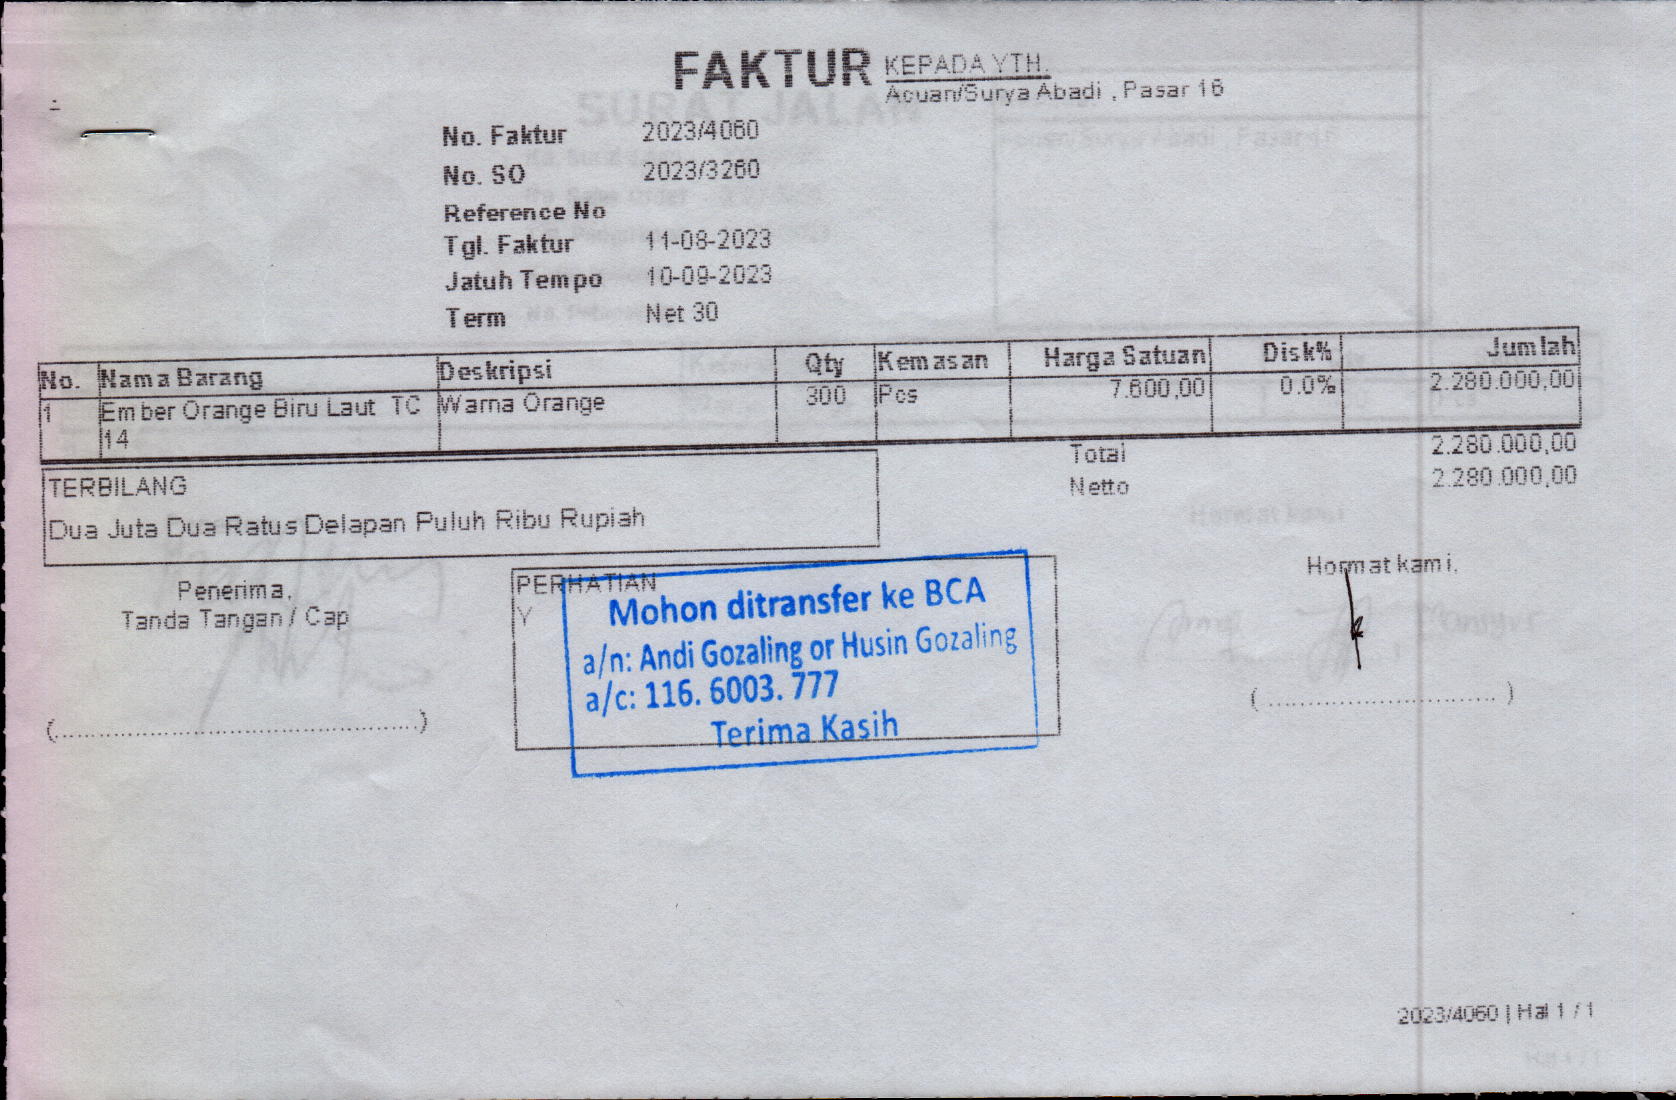 FAKTUR
KEPADA YTH.
Acuan/Surya Abadi , Pasar 16
No. Faktur 2023/4060
No. SO 2023/3260
Reference No
Tgl. Faktur 11-08-2023
Jatuh Tempo 10-09-2023
Term Net 30
No. Nama Barang Deskripsi Qty Kemasan Harga Satuan Disk% Jumlah
1 Ember Orange Biru Laut TC Warna Orange 300 Pcs 7.600,00 0.0% 2.280.000,00
14
Total 2.280.000,00
Netto 2.280.000,00
TERBILANG
Dua Juta Dua Ratus Delapan Puluh Ribu Rupiah
Penerima,
Tanda Tangan / Cap
(................................................)
PERHATIAN
Y
Mohon ditransfer ke BCA
a/n: Andi Gozaling or Husin Gozaling
a/c: 116. 6003. 777
Terima Kasih
Hormat kami,
( .............................. )
2023/4060 | Hal 1 / 1
SURAT JALAN